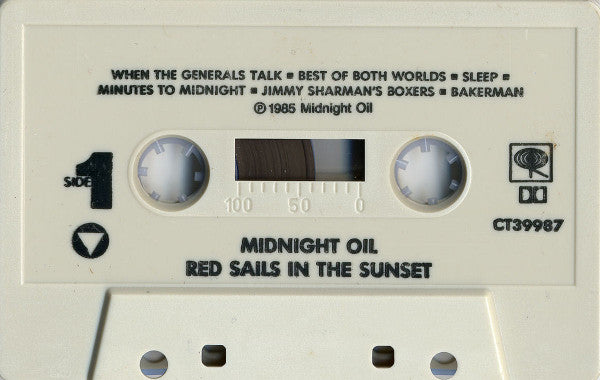 WHEN THE GENERALS TALK ■ BEST OF BOTH WORLDS ■ SLEEP ■
MINUTES TO MIDNIGHT ■ JIMMY SHARMAN'S BOXERS ■ BAKERMAN
℗ 1985 Midnight Oil
SIDE 1
100 50 0
CT39987
MIDNIGHT OIL
RED SAILS IN THE SUNSET